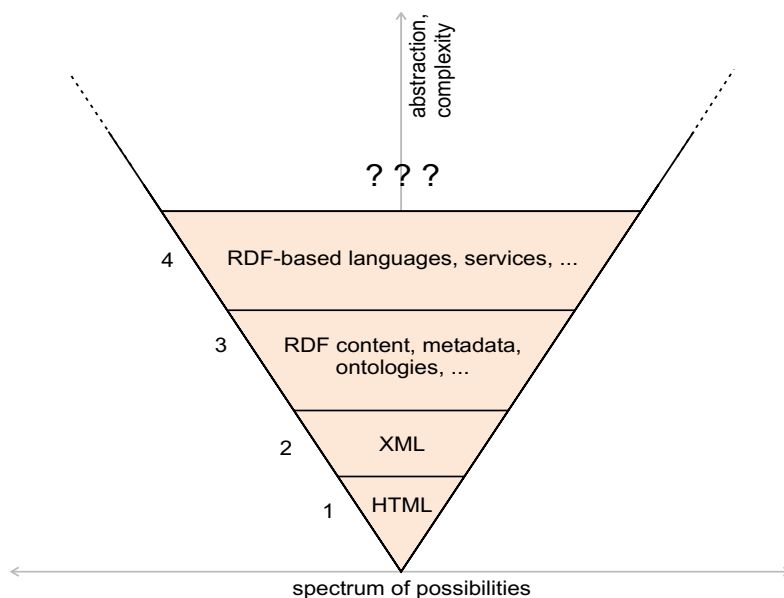 abstraction,
complexity
? ? ?
4
RDF-based languages, services, ...
3
RDF content, metadata,
ontologies, ...
2
XML
1
HTML
spectrum of possibilities